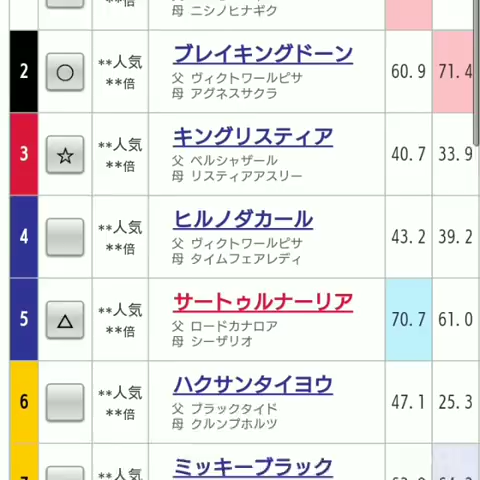 **倍
母 ニシノヒナギク
2
○
**人気
**倍
ブレイキングドーン
父 ヴィクトワールピサ
母 アグネスサクラ
60.9
71.4
3
☆
**人気
**倍
キングリスティア
父 ベルシャザール
母 リスティアアスリー
40.7
33.9
4
**人気
**倍
ヒルノダカール
父 ヴィクトワールピサ
母 タイムフェアレディ
43.2
39.2
5
△
**人気
**倍
サートゥルナーリア
父 ロードカナロア
母 シーザリオ
70.7
61.0
6
**人気
**倍
ハクサンタイヨウ
父 ブラックタイド
母 クルンプホルツ
47.1
25.3
**人気
ミッキーブラック